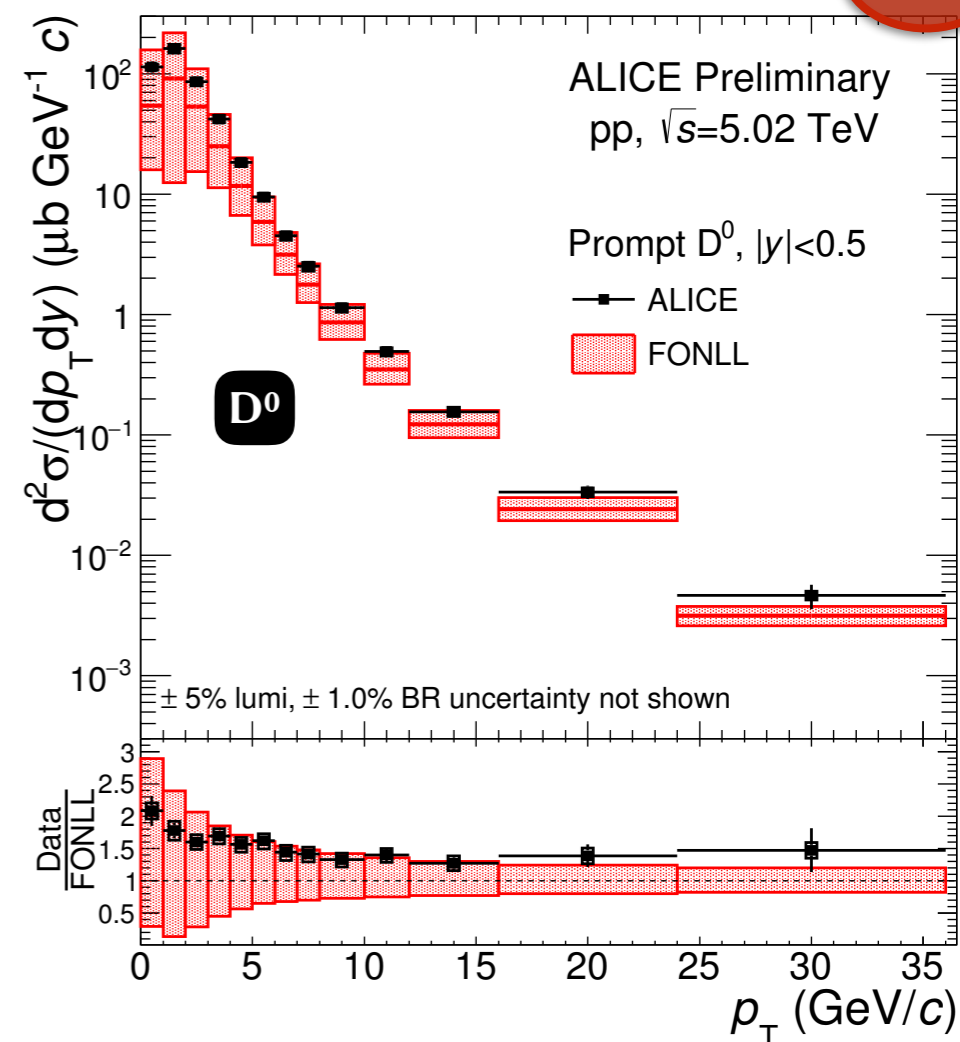 d²σ/(dp_T dy) (μb GeV⁻¹ c)
10²
10
1
10⁻¹
10⁻²
10⁻³
ALICE Preliminary
pp, √s=5.02 TeV
Prompt D⁰, |y|<0.5
ALICE
FONLL
D⁰
± 5% lumi, ± 1.0% BR uncertainty not shown
Data
FONLL
3
2.5
2
1.5
1
0.5
0 5 10 15 20 25 30 35
p_T (GeV/c)